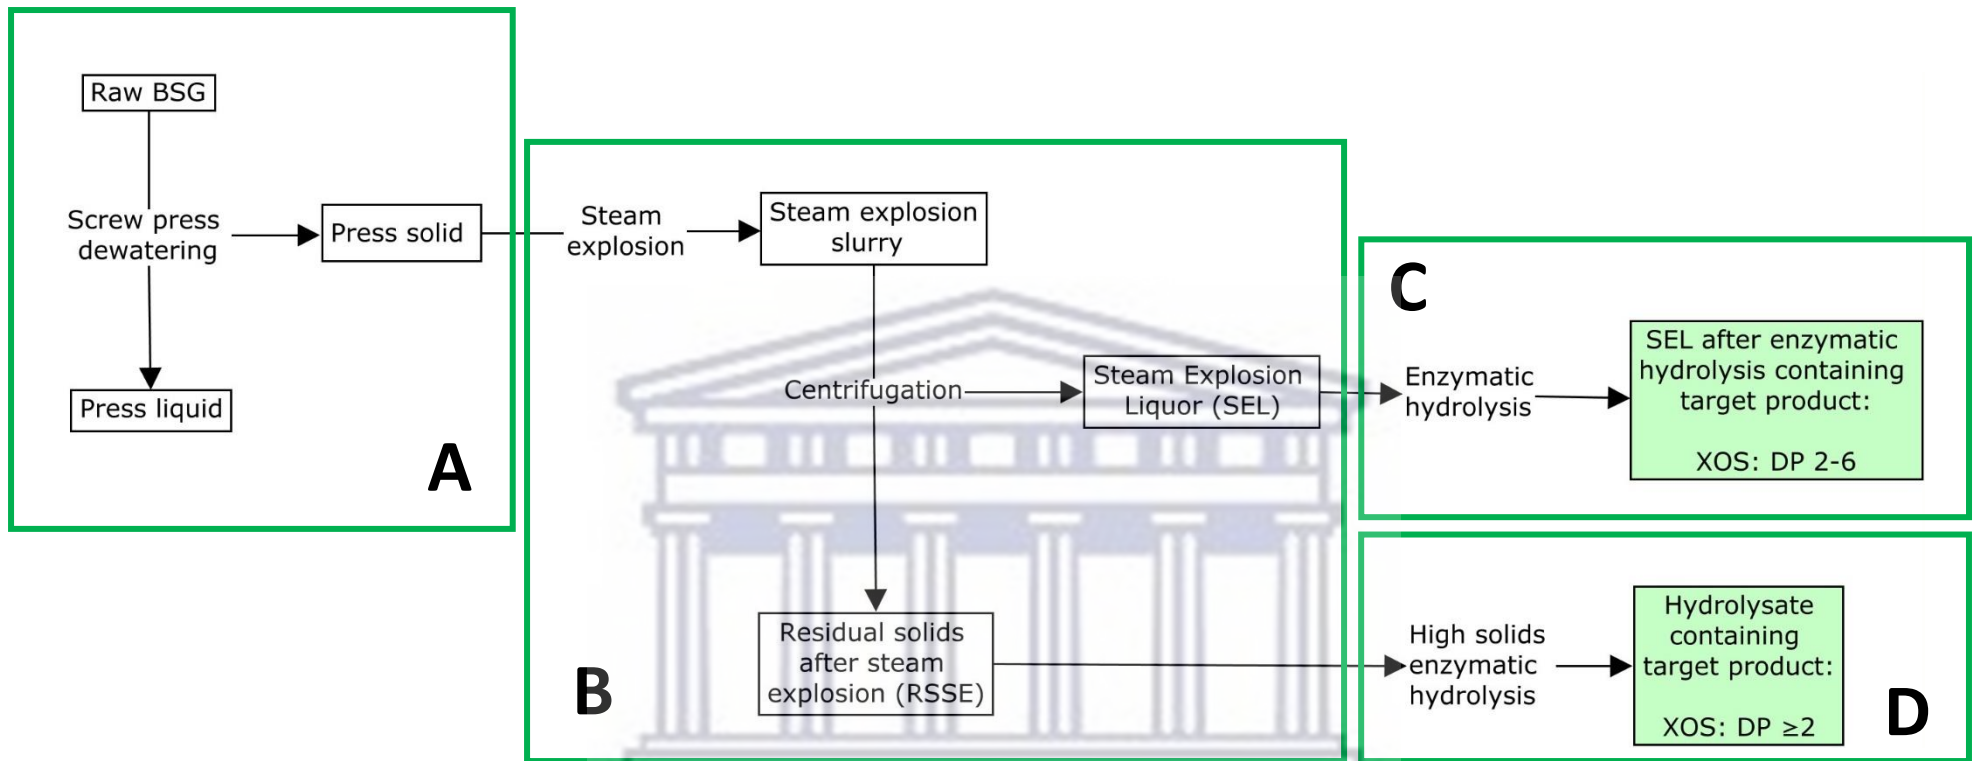 Raw BSG
Screw press
dewatering
Press solid
Press liquid
A
Steam
explosion
Steam explosion
slurry
Centrifugation
Steam Explosion
Liquor (SEL)
Residual solids
after steam
explosion (RSSE)
B
C
Enzymatic
hydrolysis
SEL after enzymatic
hydrolysis containing
target product:
XOS: DP 2-6
High solids
enzymatic
hydrolysis
Hydrolysate
containing
target product:
XOS: DP ≥2
D